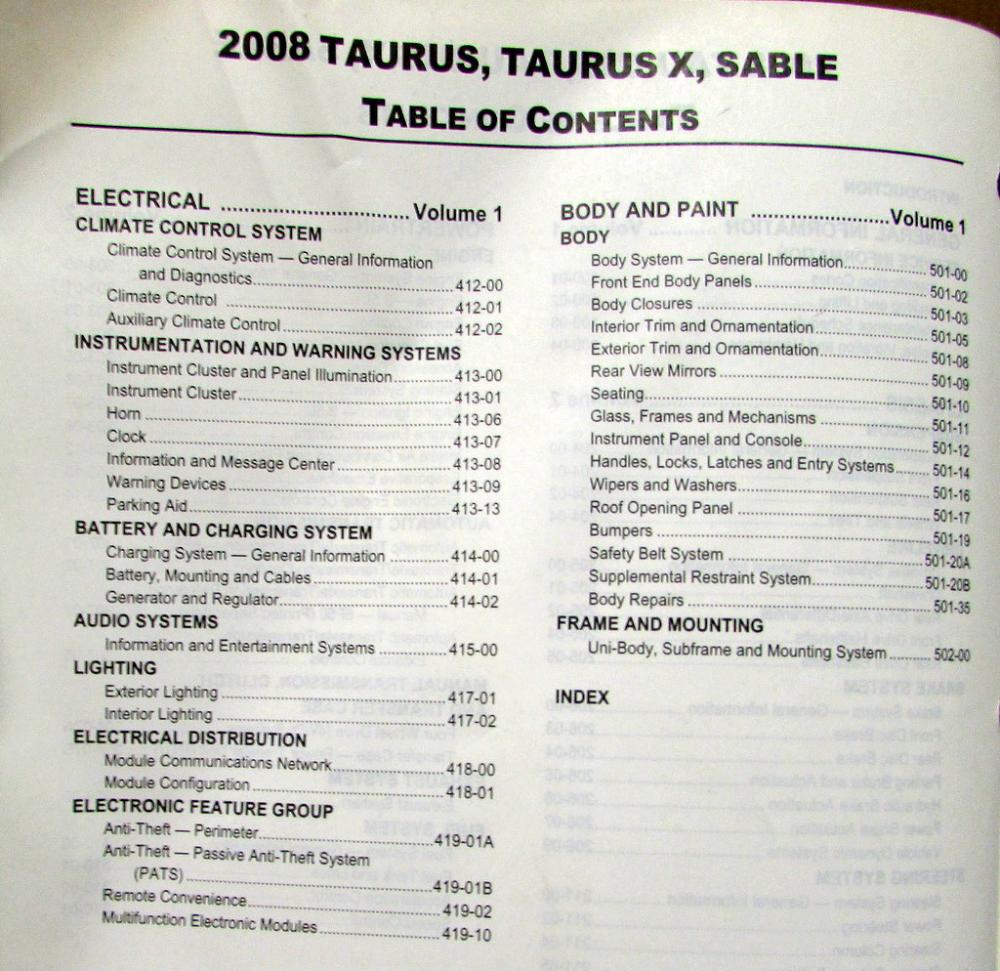 2008 TAURUS, TAURUS X, SABLE
TABLE OF CONTENTS
ELECTRICAL ................................ Volume 1
CLIMATE CONTROL SYSTEM
Climate Control System — General Information
and Diagnostics........................ 412-00
Climate Control ........................ 412-01
Auxiliary Climate Control ........................ 412-02
INSTRUMENTATION AND WARNING SYSTEMS
Instrument Cluster and Panel Illumination............ 413-00
Instrument Cluster ........................ 413-01
Horn ........................ 413-06
Clock ........................ 413-07
Information and Message Center ........................ 413-08
Warning Devices ........................ 413-09
Parking Aid ........................ 413-13
BATTERY AND CHARGING SYSTEM
Charging System — General Information ............ 414-00
Battery, Mounting and Cables ........................ 414-01
Generator and Regulator ........................ 414-02
AUDIO SYSTEMS
Information and Entertainment Systems ............ 415-00
LIGHTING
Exterior Lighting ........................ 417-01
Interior Lighting ........................ 417-02
ELECTRICAL DISTRIBUTION
Module Communications Network ........................ 418-00
Module Configuration ........................ 418-01
ELECTRONIC FEATURE GROUP
Anti-Theft — Perimeter ........................ 419-01A
Anti-Theft — Passive Anti-Theft System
(PATS) ........................ 419-01B
Remote Convenience ........................ 419-02
Multifunction Electronic Modules ........................ 419-10
BODY AND PAINT ........................ Volume 1
BODY
Body System — General Information ............ 501-00
Front End Body Panels ........................ 501-02
Body Closures ........................ 501-03
Interior Trim and Ornamentation ........................ 501-05
Exterior Trim and Ornamentation ........................ 501-08
Rear View Mirrors ........................ 501-09
Seating ........................ 501-10
Glass, Frames and Mechanisms ........................ 501-11
Instrument Panel and Console ........................ 501-12
Handles, Locks, Latches and Entry Systems ...... 501-14
Wipers and Washers ........................ 501-16
Roof Opening Panel ........................ 501-17
Bumpers ........................ 501-19
Safety Belt System ........................ 501-20A
Supplemental Restraint System ........................ 501-20B
Body Repairs ........................ 501-35
FRAME AND MOUNTING
Uni-Body, Subframe and Mounting System ........ 502-00
INDEX